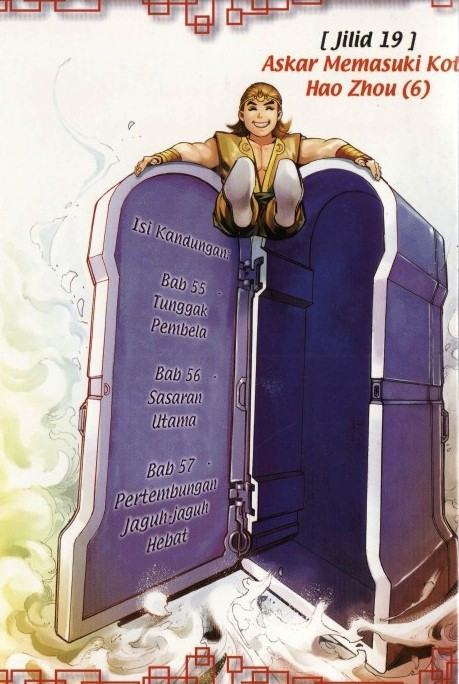 [ Jilid 19 ]
Askar Memasuki Kot
Hao Zhou (6)
Isi Kandungan:
Bab 55
Tunggak
Pembela
Bab 56
Sasaran
Utama
Bab 57
Pertembungan
Jaguh-jaguh
Hebat